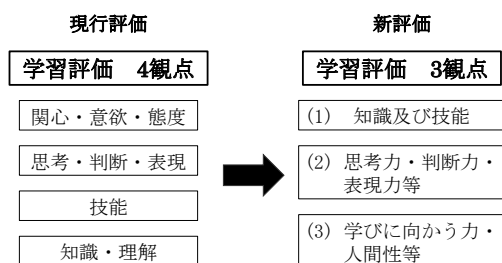 現行評価
学習評価　4観点
関心・意欲・態度
思考・判断・表現
技能
知識・理解
新評価
学習評価　3観点
(1)　知識及び技能
(2) 思考力・判断力・
表現力等
(3) 学びに向かう力・
人間性等